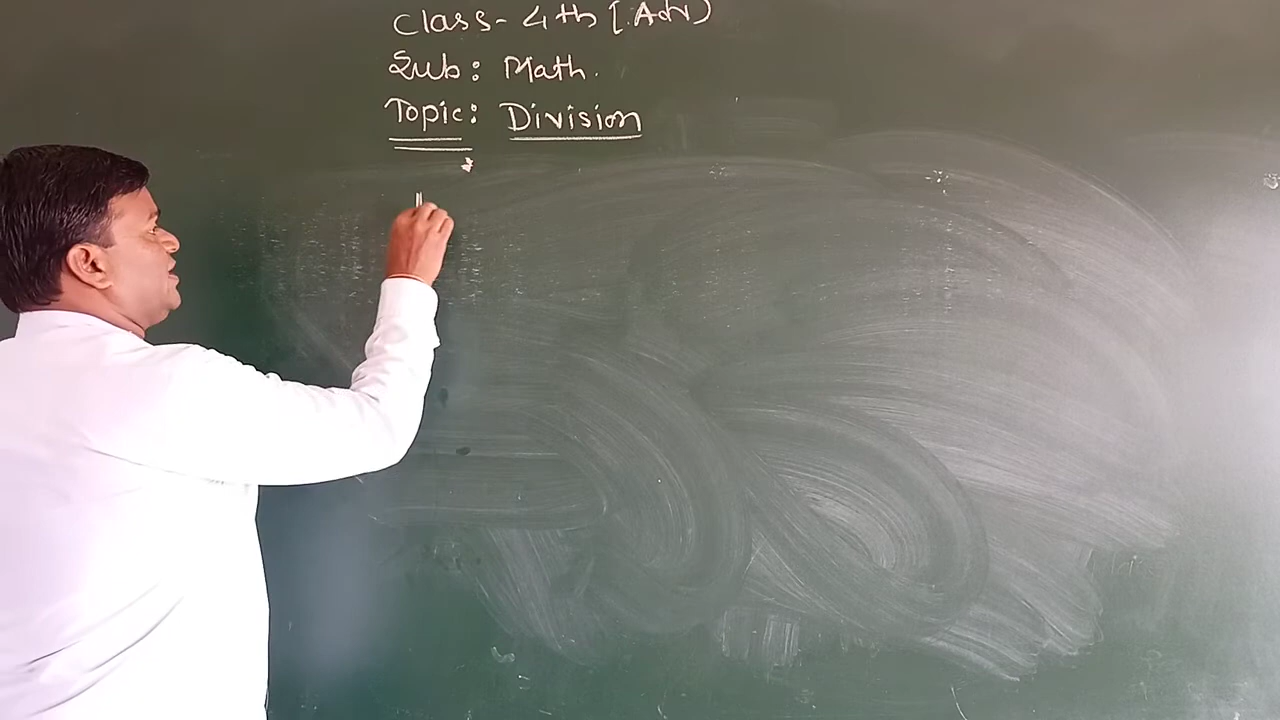 Class- 4th [Adv)
Sub: Math.
Topic: Division